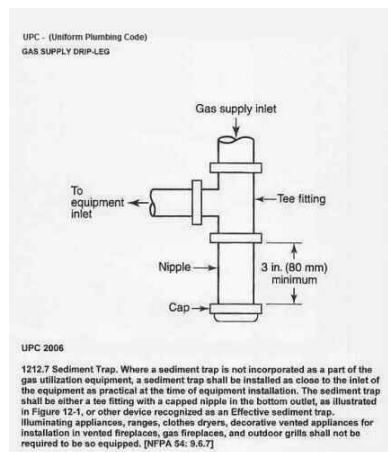 UPC - (Uniform Plumbing Code)
GAS SUPPLY DRIP-LEG
Gas supply inlet
To
equipment
inlet
Tee fitting
Nipple
3 in. (80 mm)
minimum
Cap
UPC 2006
1212.7 Sediment Trap. Where a sediment trap is not incorporated as a part of the
gas utilization equipment, a sediment trap shall be installed as close to the inlet of
the equipment as practical at the time of equipment installation. The sediment trap
shall be either a tee fitting with a capped nipple in the bottom outlet, as illustrated
in Figure 12-1, or other device recognized as an Effective sediment trap.
Illuminating appliances, ranges, clothes dryers, decorative vented appliances for
installation in vented fireplaces, gas fireplaces, and outdoor grills shall not be
required to be so equipped. [NFPA 54: 9.6.7]